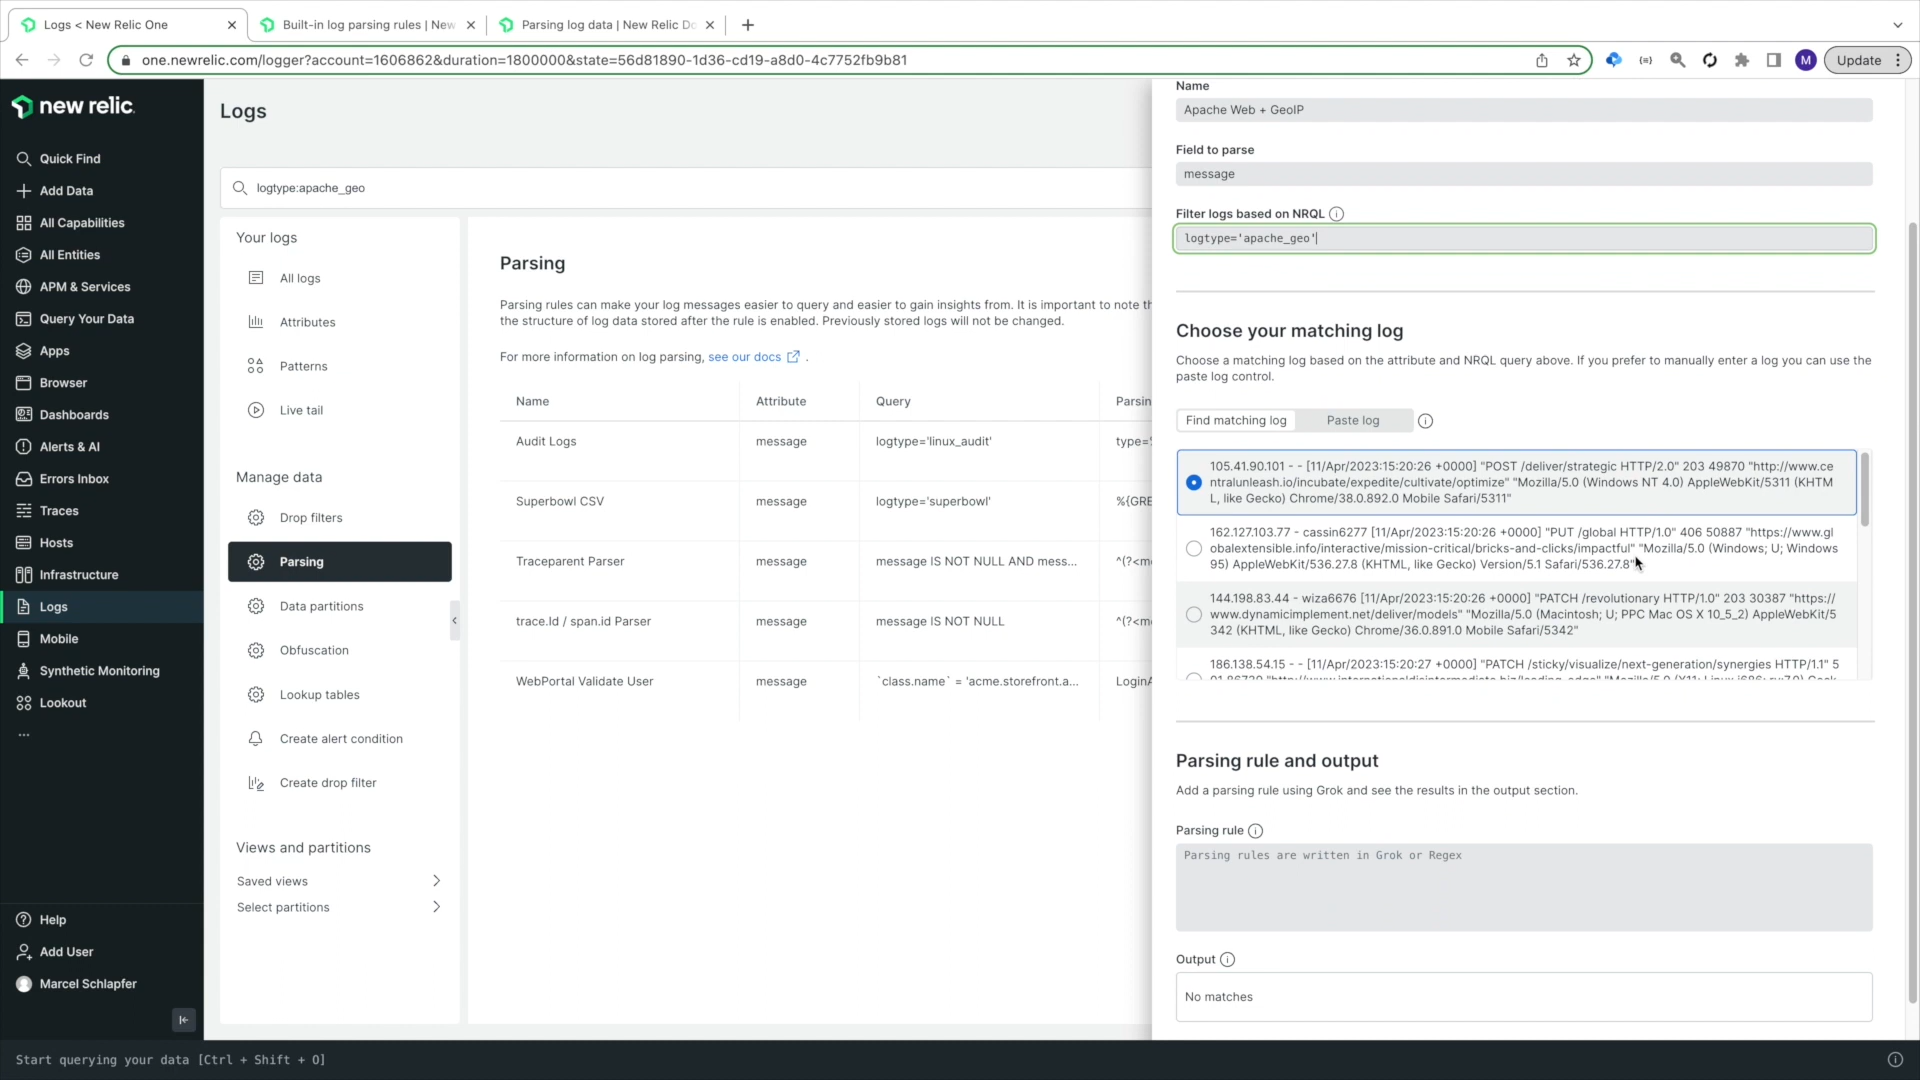 Logs < New Relic One
Built-in log parsing rules | New
Parsing log data | New Relic Do
one.newrelic.com/logger?account=1606862&duration=1800000&state=56d81890-1d36-cd19-a8d0-4c7752fb9b81
M
Update
new relic.
Quick Find
Add Data
All Capabilities
All Entities
APM & Services
Query Your Data
Apps
Browser
Dashboards
Alerts & AI
Errors Inbox
Traces
Hosts
Infrastructure
Logs
Mobile
Synthetic Monitoring
Lookout
...
Help
Add User
Marcel Schlapfer
Logs
logtype:apache_geo
Your logs
All logs
Attributes
Patterns
Live tail
Manage data
Drop filters
Parsing
Data partitions
Obfuscation
Lookup tables
Create alert condition
Create drop filter
Views and partitions
Saved views
Select partitions
Parsing
Parsing rules can make your log messages easier to query and easier to gain insights from. It is important to note th
the structure of log data stored after the rule is enabled. Previously stored logs will not be changed.
For more information on log parsing, see our docs .
Name Attribute Query Parsin
Audit Logs message logtype='linux_audit' type='
Superbowl CSV message logtype='superbowl' %{GRE
Traceparent Parser message message IS NOT NULL AND mess... ^(?<m
trace.Id / span.id Parser message message IS NOT NULL ^(?<m
WebPortal Validate User message `class.name` = 'acme.storefront.a... LoginA
Name
Apache Web + GeoIP
Field to parse
message
Filter logs based on NRQL
logtype='apache_geo'
Choose your matching log
Choose a matching log based on the attribute and NRQL query above. If you prefer to manually enter a log you can use the
paste log control.
Find matching log
Paste log
105.41.90.101 - - [11/Apr/2023:15:20:26 +0000] "POST /deliver/strategic HTTP/2.0" 203 49870 "http://www.ce
ntralunleash.io/incubate/expedite/cultivate/optimize" "Mozilla/5.0 (Windows NT 4.0) AppleWebKit/5311 (KHTM
L, like Gecko) Chrome/38.0.892.0 Mobile Safari/5311"
162.127.103.77 - cassin6277 [11/Apr/2023:15:20:26 +0000] "PUT /global HTTP/1.0" 406 50887 "https://www.gl
obalextensible.info/interactive/mission-critical/bricks-and-clicks/impactful" "Mozilla/5.0 (Windows; U; Windows
95) AppleWebKit/536.27.8 (KHTML, like Gecko) Version/5.1 Safari/536.27.8"
144.198.83.44 - wiza6676 [11/Apr/2023:15:20:26 +0000] "PATCH /revolutionary HTTP/1.0" 203 30387 "https:/
www.dynamicimplement.net/deliver/models" "Mozilla/5.0 (Macintosh; U; PPC Mac OS X 10_5_2) AppleWebKit/5
342 (KHTML, like Gecko) Chrome/36.0.891.0 Mobile Safari/5342"
186.138.54.15 - - [11/Apr/2023:15:20:27 +0000] "PATCH /sticky/visualize/next-generation/synergies HTTP/1.1" 5
Parsing rule and output
Add a parsing rule using Grok and see the results in the output section.
Parsing rule
Parsing rules are written in Grok or Regex
Output
No matches
Start querying your data [Ctrl + Shift + O]